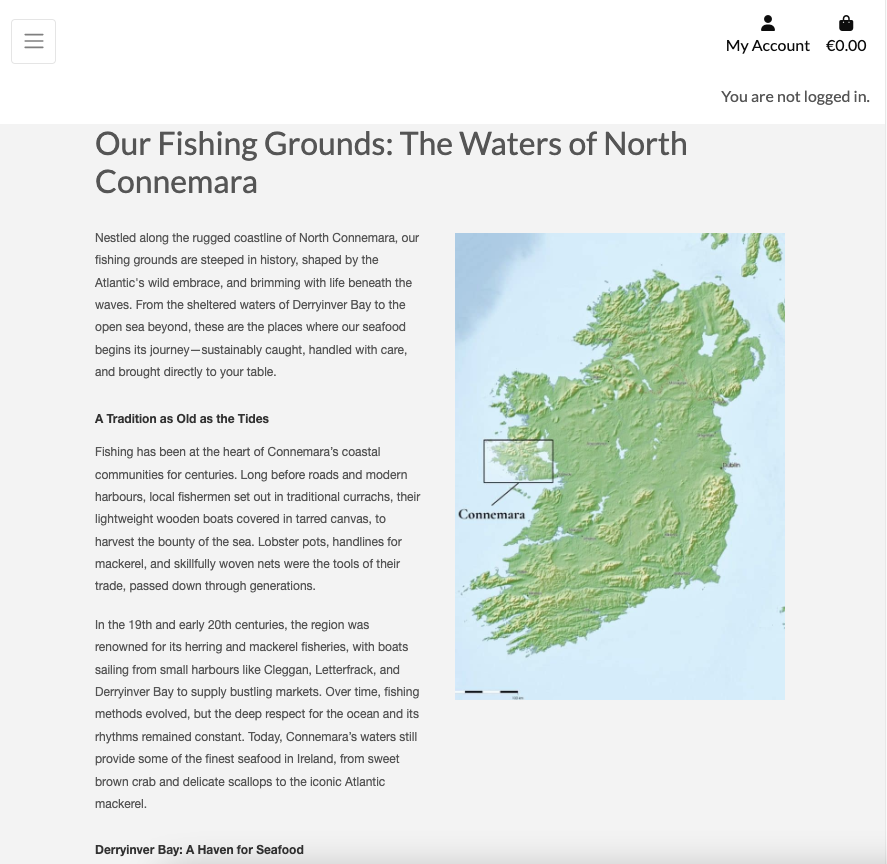 My Account
€0.00
You are not logged in.
Our Fishing Grounds: The Waters of North
Connemara
Nestled along the rugged coastline of North Connemara, our
fishing grounds are steeped in history, shaped by the
Atlantic's wild embrace, and brimming with life beneath the
waves. From the sheltered waters of Derryinver Bay to the
open sea beyond, these are the places where our seafood
begins its journey—sustainably caught, handled with care,
and brought directly to your table.
A Tradition as Old as the Tides
Fishing has been at the heart of Connemara’s coastal
communities for centuries. Long before roads and modern
harbours, local fishermen set out in traditional currachs, their
lightweight wooden boats covered in tarred canvas, to
harvest the bounty of the sea. Lobster pots, handlines for
mackerel, and skillfully woven nets were the tools of their
trade, passed down through generations.
In the 19th and early 20th centuries, the region was
renowned for its herring and mackerel fisheries, with boats
sailing from small harbours like Cleggan, Letterfrack, and
Derryinver Bay to supply bustling markets. Over time, fishing
methods evolved, but the deep respect for the ocean and its
rhythms remained constant. Today, Connemara’s waters still
provide some of the finest seafood in Ireland, from sweet
brown crab and delicate scallops to the iconic Atlantic
mackerel.
Derryinver Bay: A Haven for Seafood
Dublin
Connemara